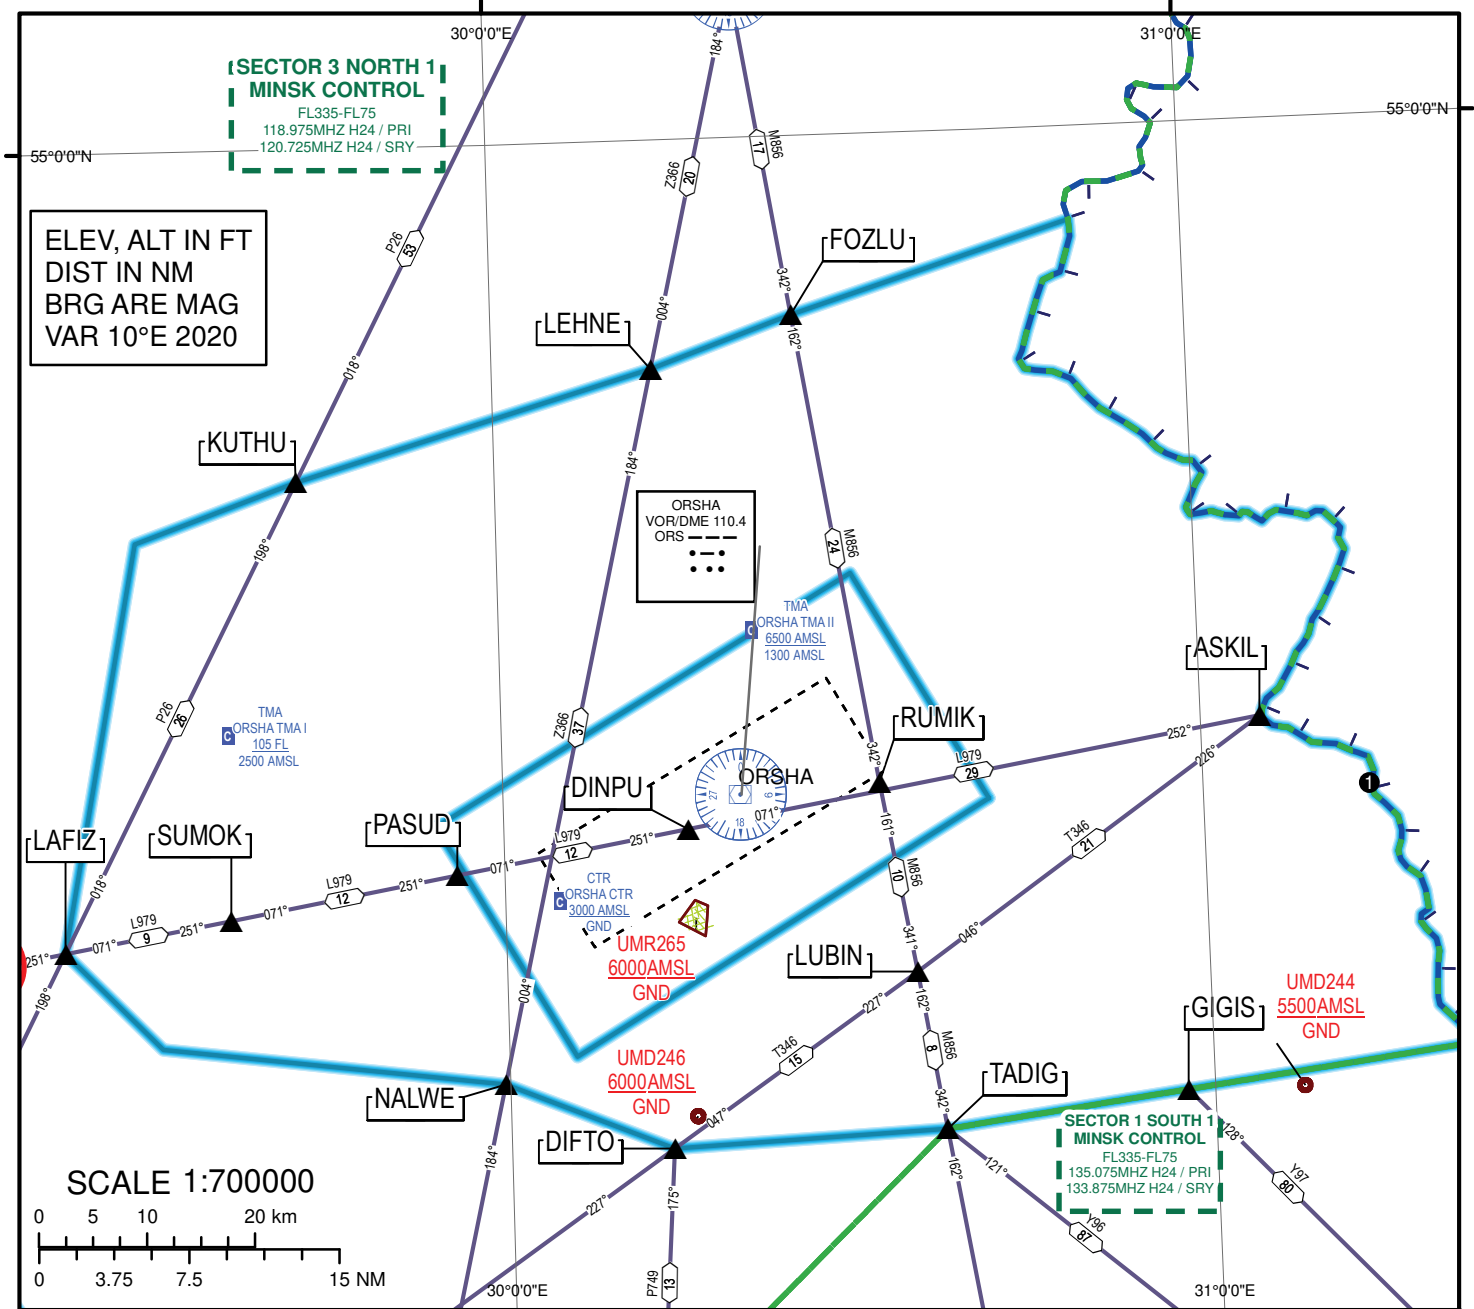 30°0'0"E
31°0'0"E
184°
SECTOR 3 NORTH 1
MINSK CONTROL
FL335-FL75
118.975MHZ H24 / PRI
120.725MHZ H24 / SRY
55°0'0"N
55°0'0"N
M856
17
Z366
20
ELEV, ALT IN FT
DIST IN NM
BRG ARE MAG
VAR 10°E 2020
P26
53
FOZLU
342°
162°
004°
LEHNE
018°
KUTHU
184°
198°
ORSHA
VOR/DME 110.4
ORS
M856
24
TMA
ORSHA TMA II
6500 AMSL
1300 AMSL
C
ASKIL
P26
26
TMA
ORSHA TMA I
105 FL
2500 AMSL
C
Z366
37
RUMIK
342°
252°
226°
L979
29
ORSHA
0
9
18
27
DINPU
071°
1
161°
PASUD
SUMOK
LAFIZ
L979
12
251°
071°
T346
21
018°
L979
12
251°
071°
M856
10
CTR
ORSHA CTR
3000 AMSL
GND
C
L979
9
251°
071°
251°
198°
046°
341°
UMR265
6000AMSL
GND
LUBIN
004°
227°
162°
UMD244
5500AMSL
GND
GIGIS
M856
8
T346
15
UMD246
6000AMSL
GND
TADIG
NALWE
342°
047°
DIFTO
SECTOR 1 SOUTH 1
MINSK CONTROL
FL335-FL75
135.075MHZ H24 / PRI
133.875MHZ H24 / SRY
128°
184°
162°
121°
Y97
80
175°
227°
Y96
87
P749
13
SCALE 1:700000
0 5 10 20 km
0 3.75 7.5 15 NM
30°0'0"E
31°0'0"E